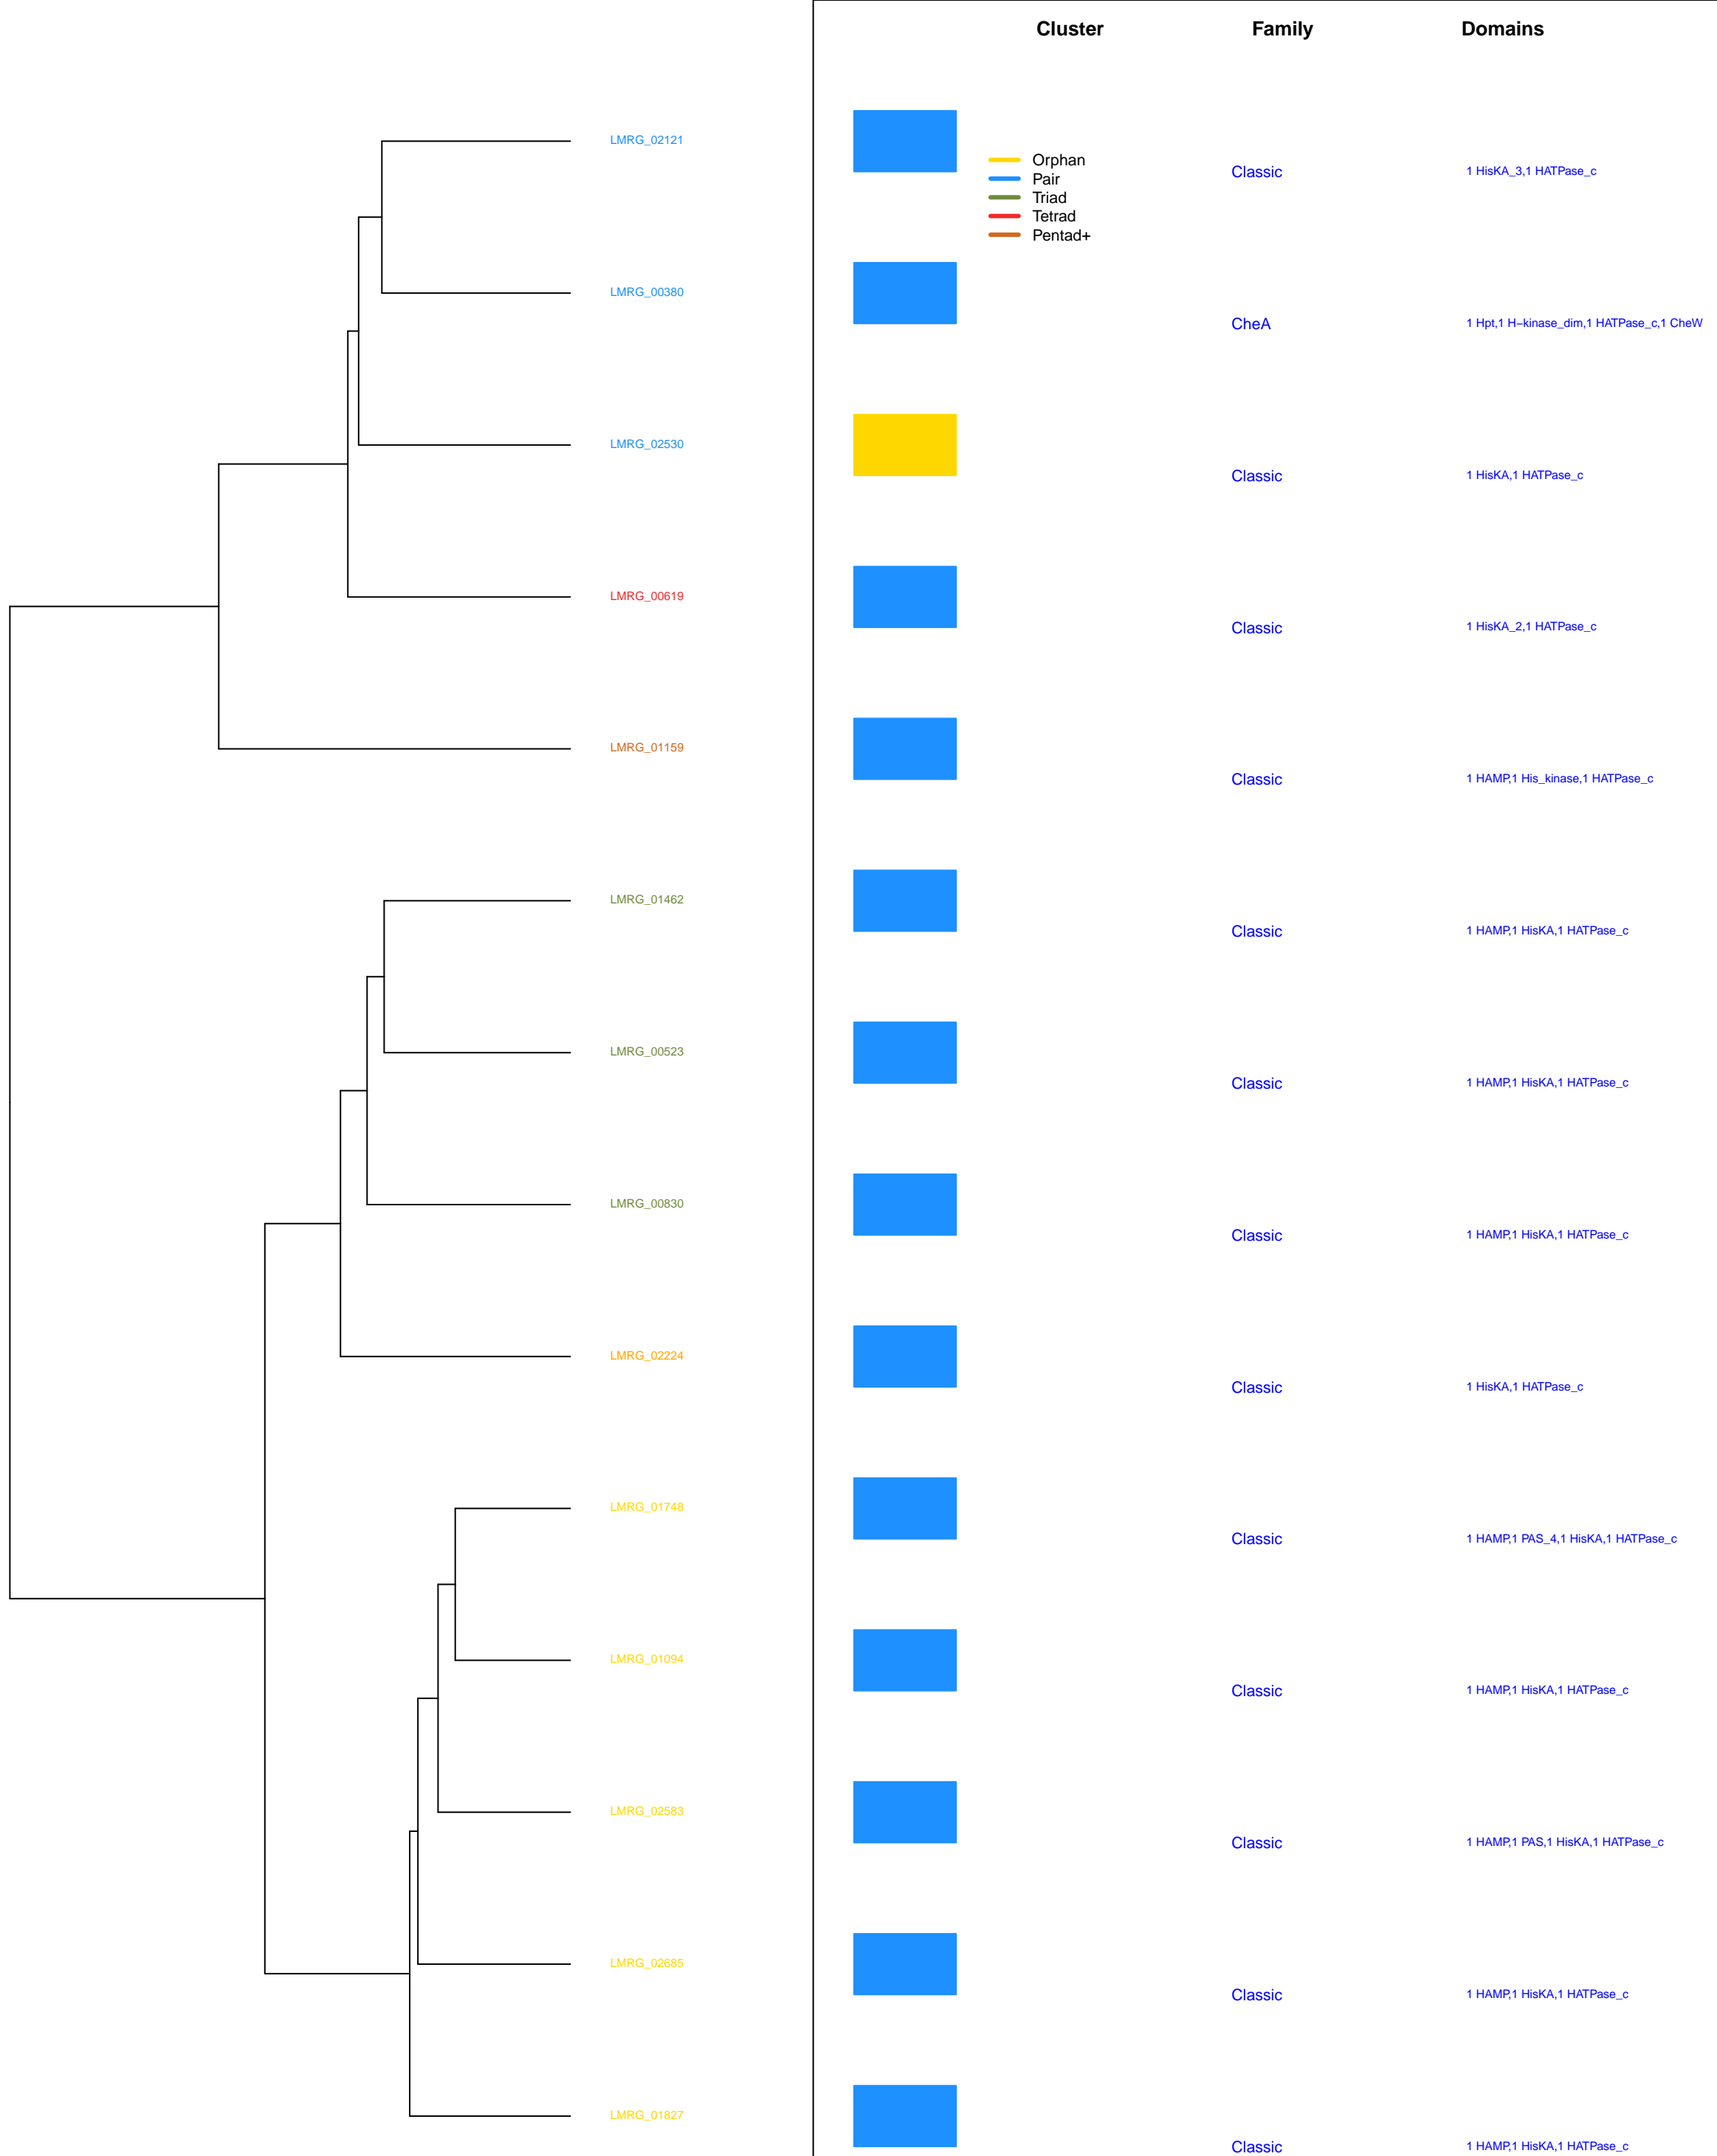 Cluster Family Domains
LMRG_02121
Orphan
Pair
Triad
Tetrad
Pentad+
Classic 1 HisKA_3,1 HATPase_c
LMRG_00380
CheA 1 Hpt,1 H−kinase_dim,1 HATPase_c,1 CheW
LMRG_02530
Classic 1 HisKA,1 HATPase_c
LMRG_00619
Classic 1 HisKA_2,1 HATPase_c
LMRG_01159
Classic 1 HAMP,1 His_kinase,1 HATPase_c
LMRG_01462
Classic 1 HAMP,1 HisKA,1 HATPase_c
LMRG_00523
Classic 1 HAMP,1 HisKA,1 HATPase_c
LMRG_00830
Classic 1 HAMP,1 HisKA,1 HATPase_c
LMRG_02224
Classic 1 HisKA,1 HATPase_c
LMRG_01748
Classic 1 HAMP,1 PAS_4,1 HisKA,1 HATPase_c
LMRG_01094
Classic 1 HAMP,1 HisKA,1 HATPase_c
LMRG_02583
Classic 1 HAMP,1 PAS,1 HisKA,1 HATPase_c
LMRG_02685
Classic 1 HAMP,1 HisKA,1 HATPase_c
LMRG_01827
Classic 1 HAMP,1 HisKA,1 HATPase_c